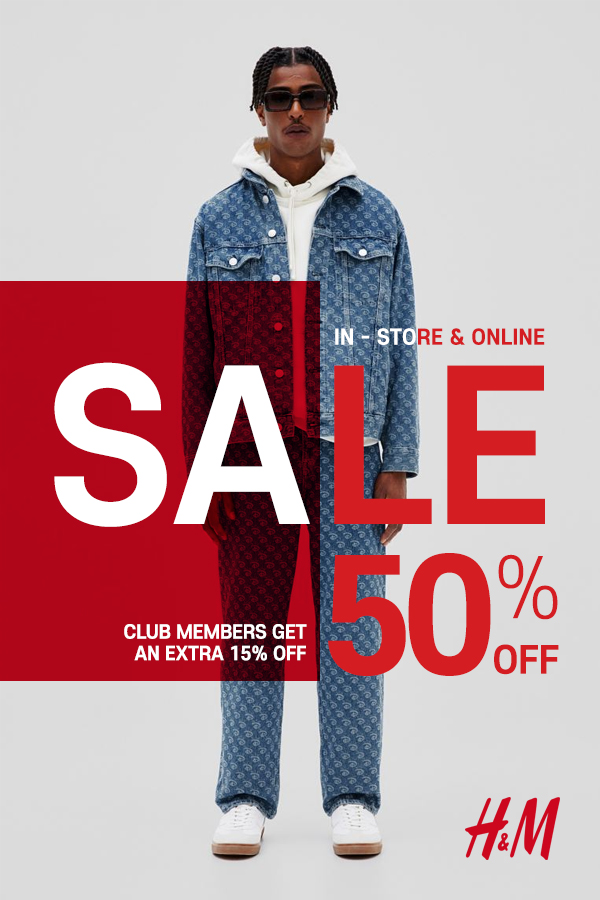 IN - STORE & ONLINE
SALE
50%
OFF
CLUB MEMBERS GET
AN EXTRA 15% OFF
H&M